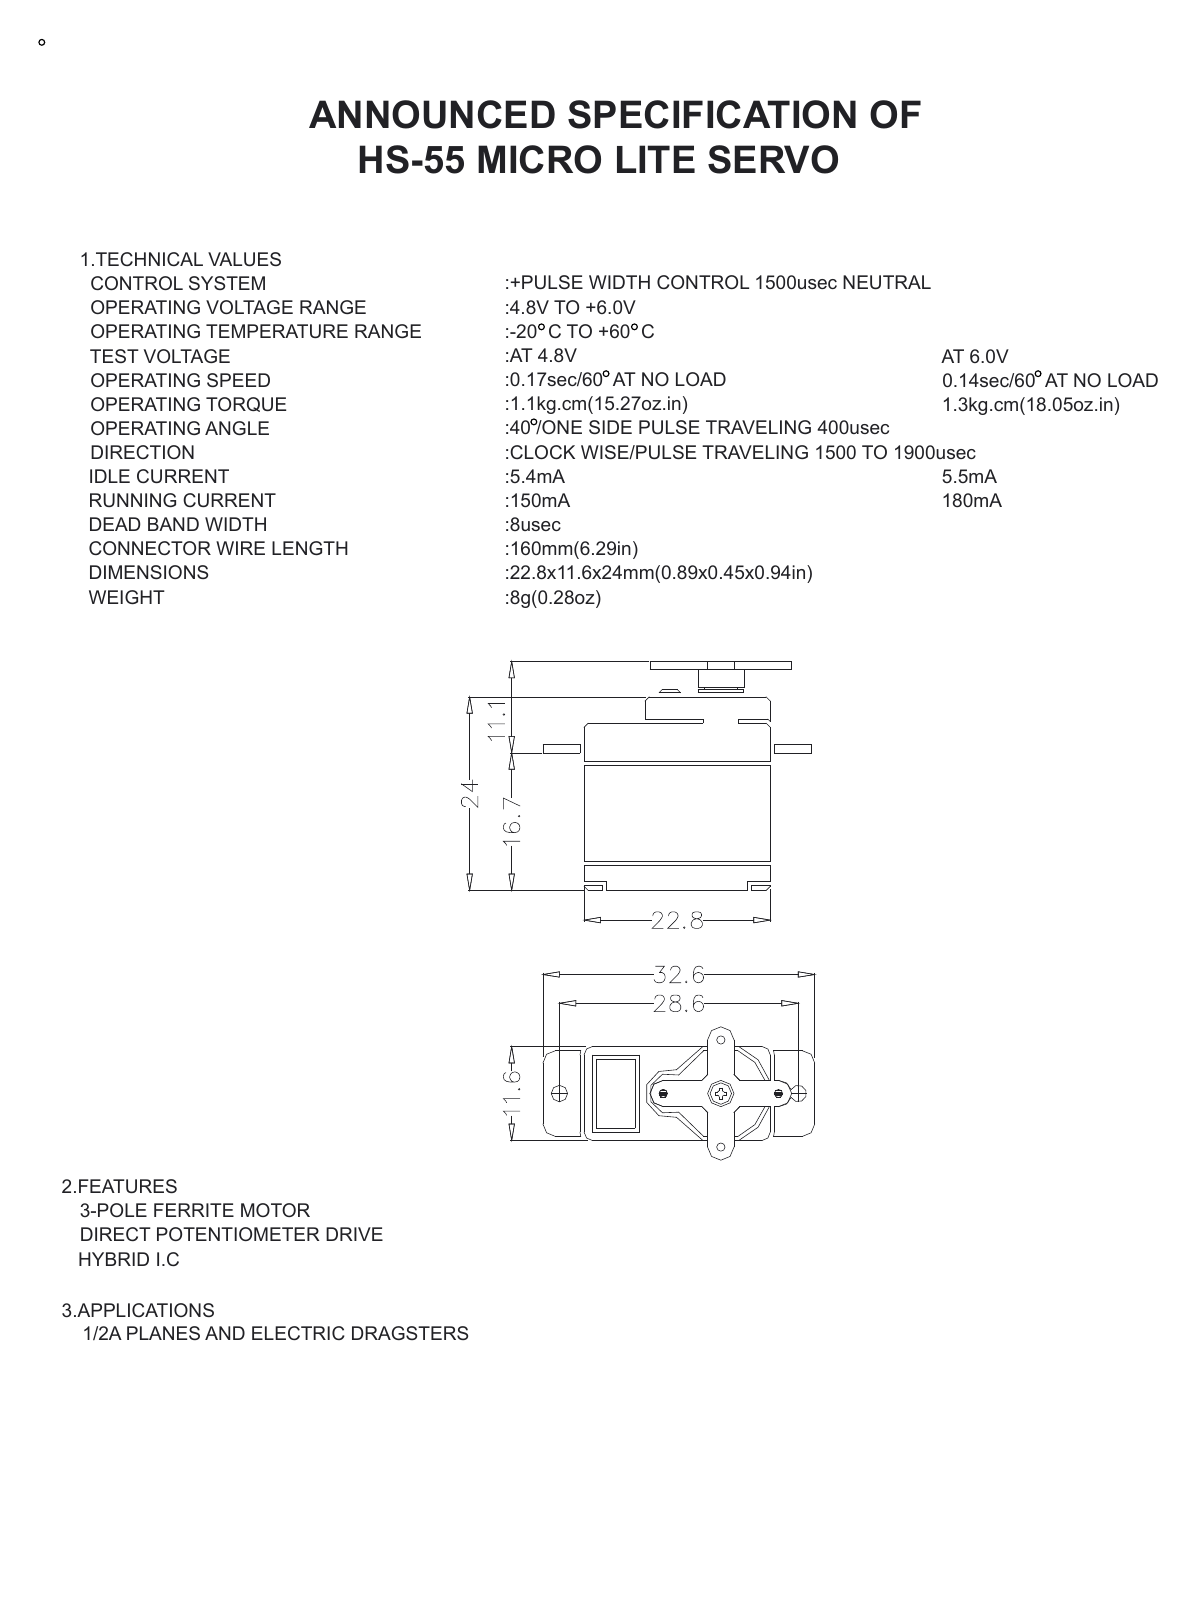 ANNOUNCED SPECIFICATION OF
HS-55 MICRO LITE SERVO
1.TECHNICAL VALUES
CONTROL SYSTEM :+PULSE WIDTH CONTROL 1500usec NEUTRAL
OPERATING VOLTAGE RANGE :4.8V TO +6.0V
OPERATING TEMPERATURE RANGE :-20°C TO +60°C
TEST VOLTAGE :AT 4.8V AT 6.0V
OPERATING SPEED :0.17sec/60° AT NO LOAD 0.14sec/60° AT NO LOAD
OPERATING TORQUE :1.1kg.cm(15.27oz.in) 1.3kg.cm(18.05oz.in)
OPERATING ANGLE :40°/ONE SIDE PULSE TRAVELING 400usec
DIRECTION :CLOCK WISE/PULSE TRAVELING 1500 TO 1900usec
IDLE CURRENT :5.4mA 5.5mA
RUNNING CURRENT :150mA 180mA
DEAD BAND WIDTH :8usec
CONNECTOR WIRE LENGTH :160mm(6.29in)
DIMENSIONS :22.8x11.6x24mm(0.89x0.45x0.94in)
WEIGHT :8g(0.28oz)
11.1
24
16.7
22.8
32.6
28.6
11.6
2.FEATURES
3-POLE FERRITE MOTOR
DIRECT POTENTIOMETER DRIVE
HYBRID I.C
3.APPLICATIONS
1/2A PLANES AND ELECTRIC DRAGSTERS